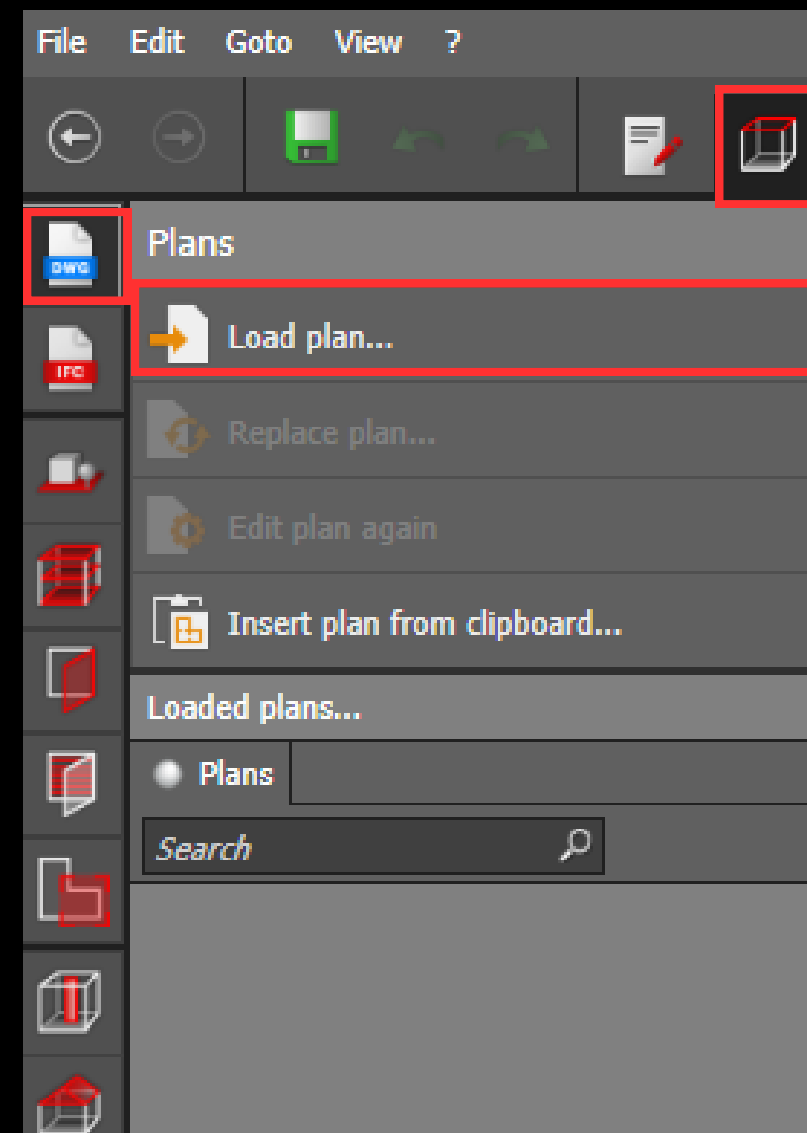 File Edit Goto View ?
DWG
Plans
Load plan...
IFC
Replace plan...
Edit plan again
Insert plan from clipboard...
Loaded plans...
Plans
Search